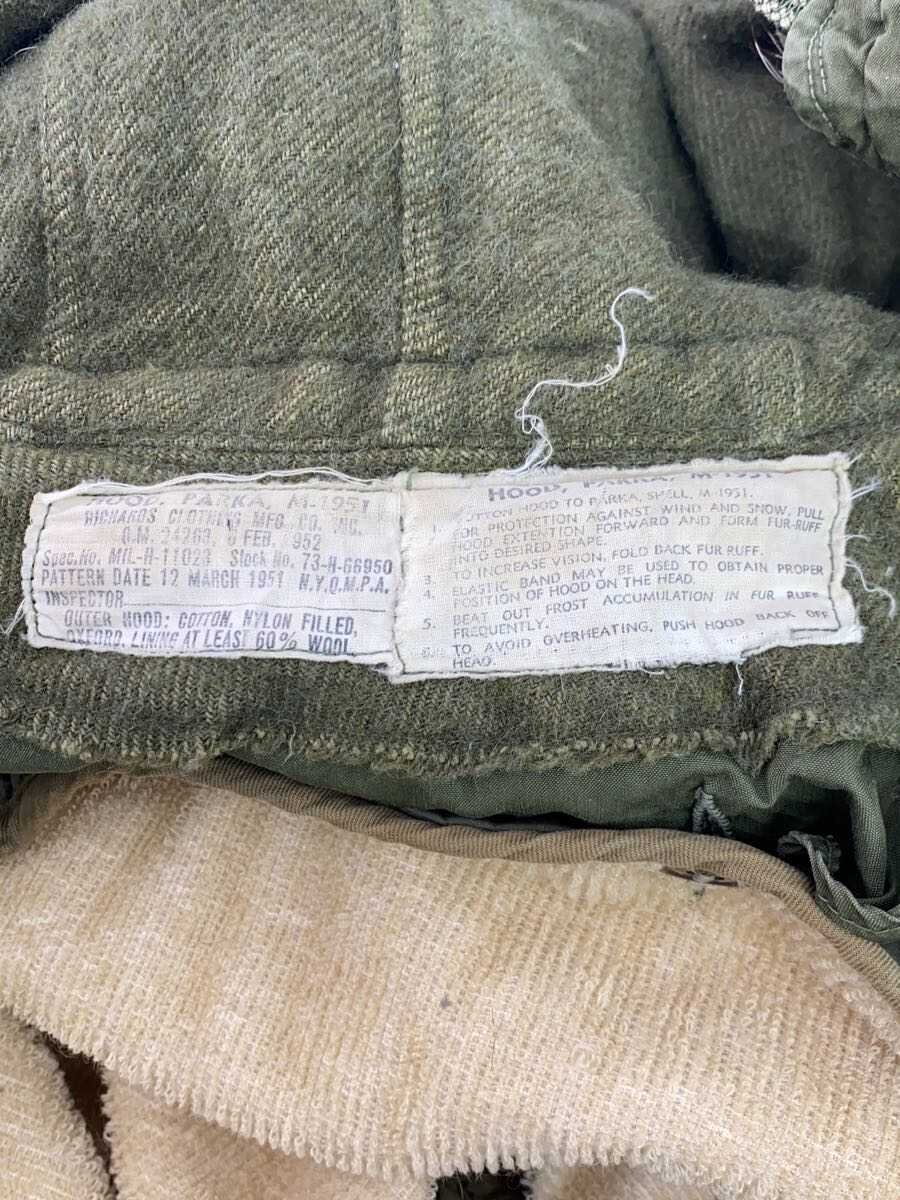 HOOD, PARKA, M-1951
RICHARDS CLOTHING MFG. CO. INC.
FEB. 1952
Spec. No. MIL-H-11023 Stock No. 73-H-66950
PATTERN DATE 12 MARCH 1951 N.Y.Q.M.P.A.
INSPECTOR
OUTER HOOD: COTTON, NYLON FILLED,
OXFORD. LINING AT LEAST 60% WOOL.
HOOD, PARKA, M-1951
BUTTON HOOD TO PARKA, SHELL, M-1951.
FOR PROTECTION AGAINST WIND AND SNOW, PULL
HOOD EXTENTION FORWARD AND FORM FUR-RUFF
INTO DESIRED SHAPE.
3. TO INCREASE VISION, FOLD BACK FUR RUFF.
4. ELASTIC BAND MAY BE USED TO OBTAIN PROPER
POSITION OF HOOD ON THE HEAD.
5. BEAT OUT FROST ACCUMULATION IN FUR RUFF
FREQUENTLY.
TO AVOID OVERHEATING, PUSH HOOD BACK OFF
HEAD.